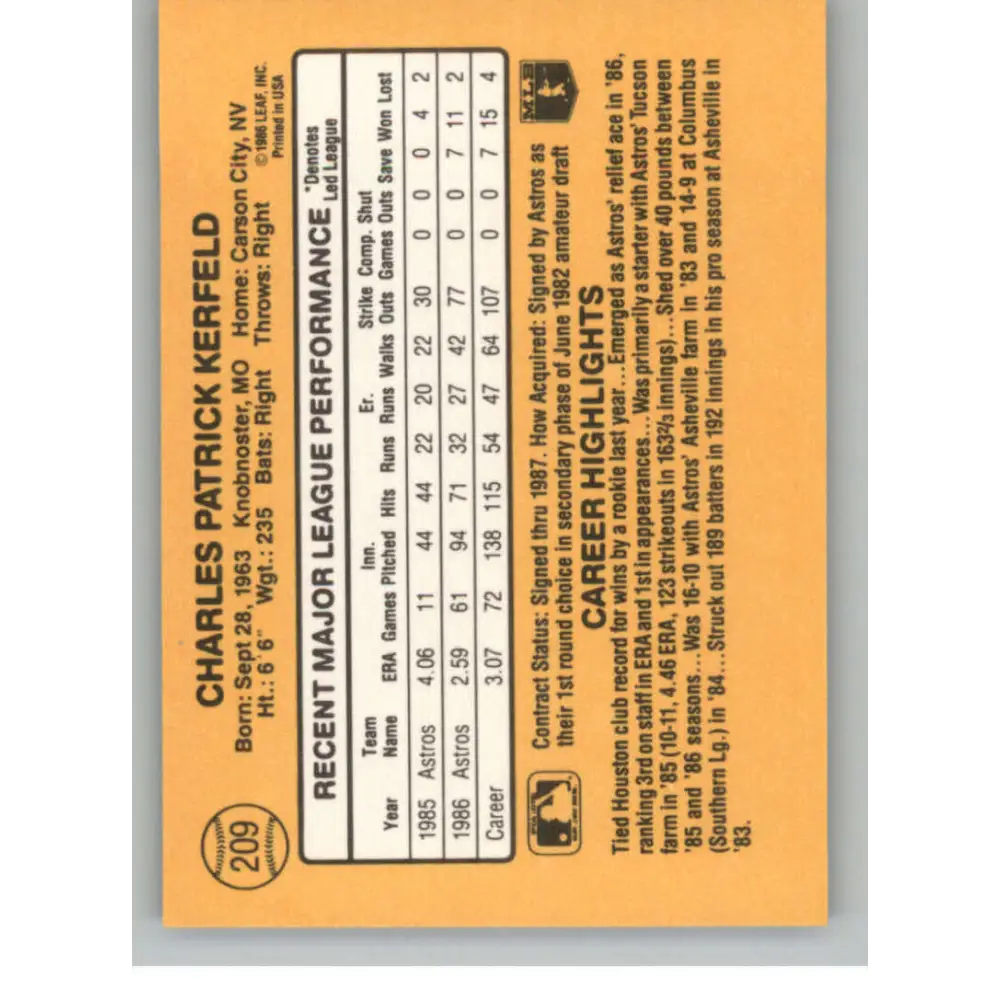 209
CHARLES PATRICK KERFELD
Born: Sept 28, 1963 Knobnoster, MO Home: Carson City, NV
Ht.: 6'6" Wgt.: 235 Bats: Right Throws: Right
© 1986 LEAF, INC.
Printed in USA
RECENT MAJOR LEAGUE PERFORMANCE
*Denotes
Led League
Team Inn. Er. Strike Comp. Shut
Year Name ERA Games Pitched Hits Runs Runs Walks Outs Games Outs Save Won Lost
1985 Astros 4.06 11 44 44 22 20 22 30 0 0 0 4 2
1986 Astros 2.59 61 94 71 32 27 42 77 0 0 7 11 2
Career 3.07 72 138 115 54 47 64 107 0 0 7 15 4
Contract Status: Signed thru 1987. How Acquired: Signed by Astros as
their 1st round choice in secondary phase of June 1982 amateur draft
MLB
CAREER HIGHLIGHTS
Tied Houston club record for wins by a rookie last year...Emerged as Astros' relief ace in '86,
ranking 3rd on staff in ERA and 1st in appearances...Was primarily a starter with Astros' Tucson
farm in '85 (10-11, 4.46 ERA, 123 strikeouts in 163⅔ innings)...Shed over 40 pounds between
'85 and '86 seasons...Was 16-10 with Astros' Asheville farm in '83 and 14-9 at Columbus
(Southern Lg.) in '84...Struck out 189 batters in 192 innings in his pro season at Asheville in
'83.